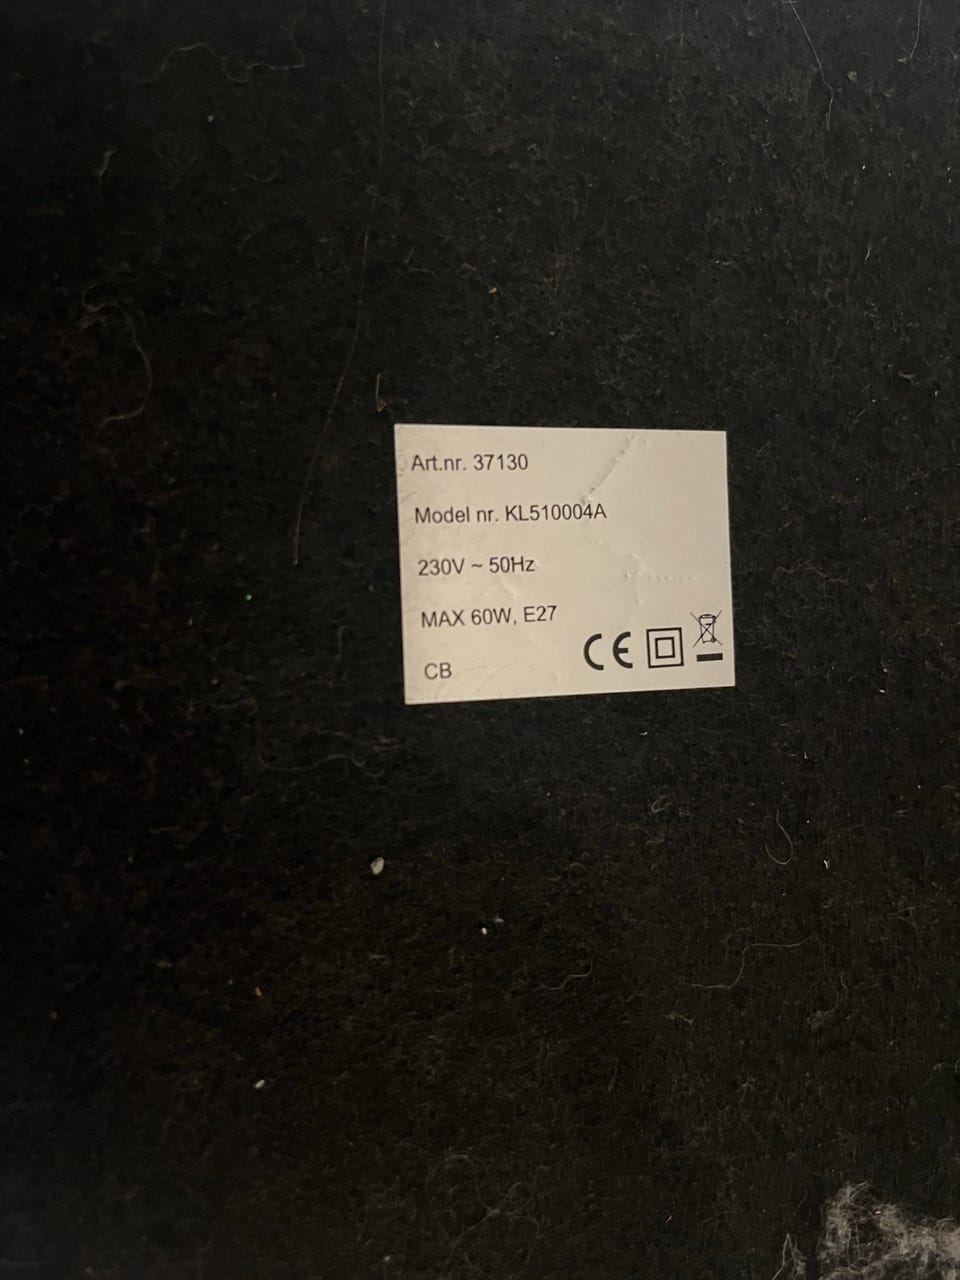 Art.nr. 37130
Model nr. KL510004A
230V ~ 50Hz
MAX 60W, E27
CB CE